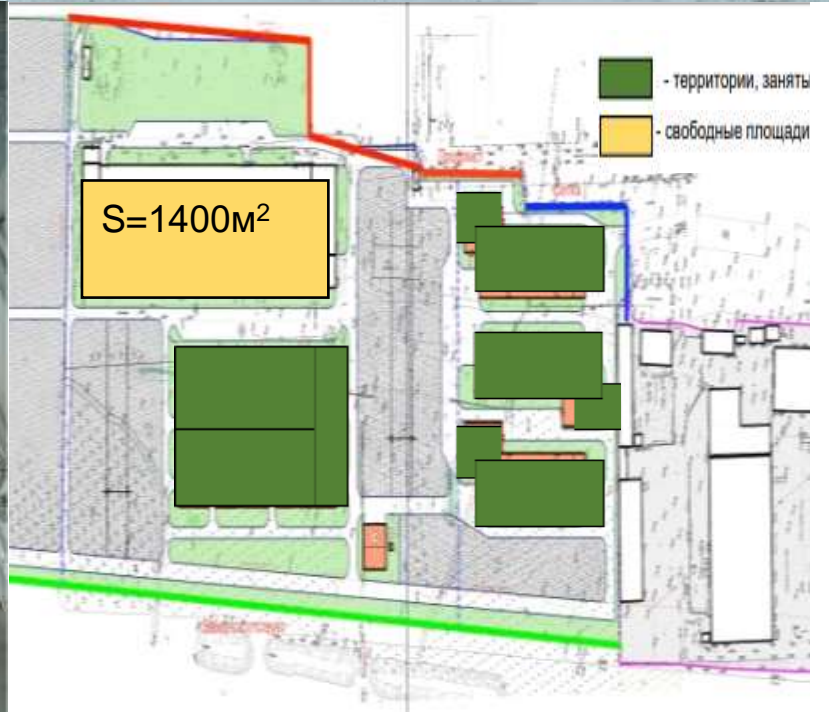 - территории, заняты
- свободные площади
S=1400м²